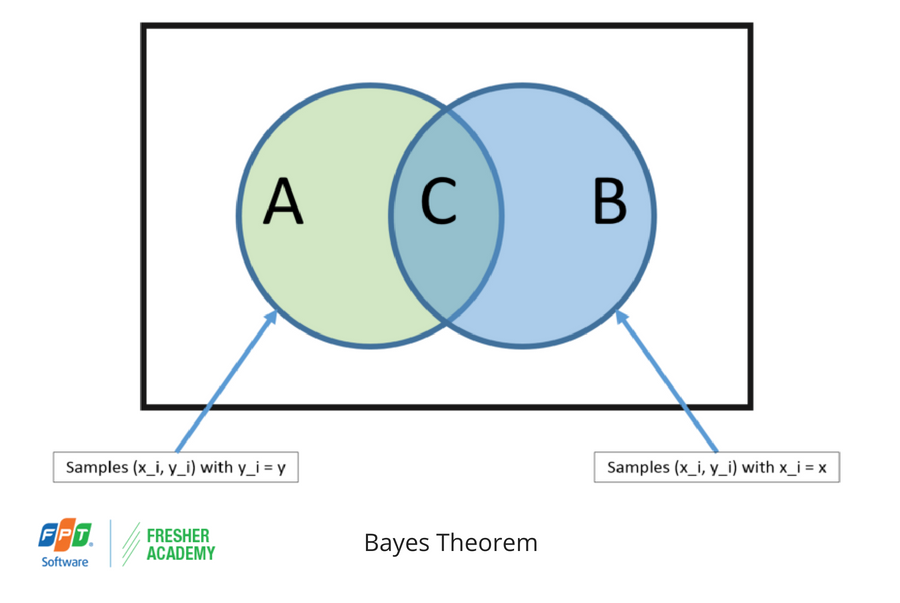 A
C
B
Samples (x_i, y_i) with y_i = y
Samples (x_i, y_i) with x_i = x
FPT.
Software
FRESHER
ACADEMY
Bayes Theorem